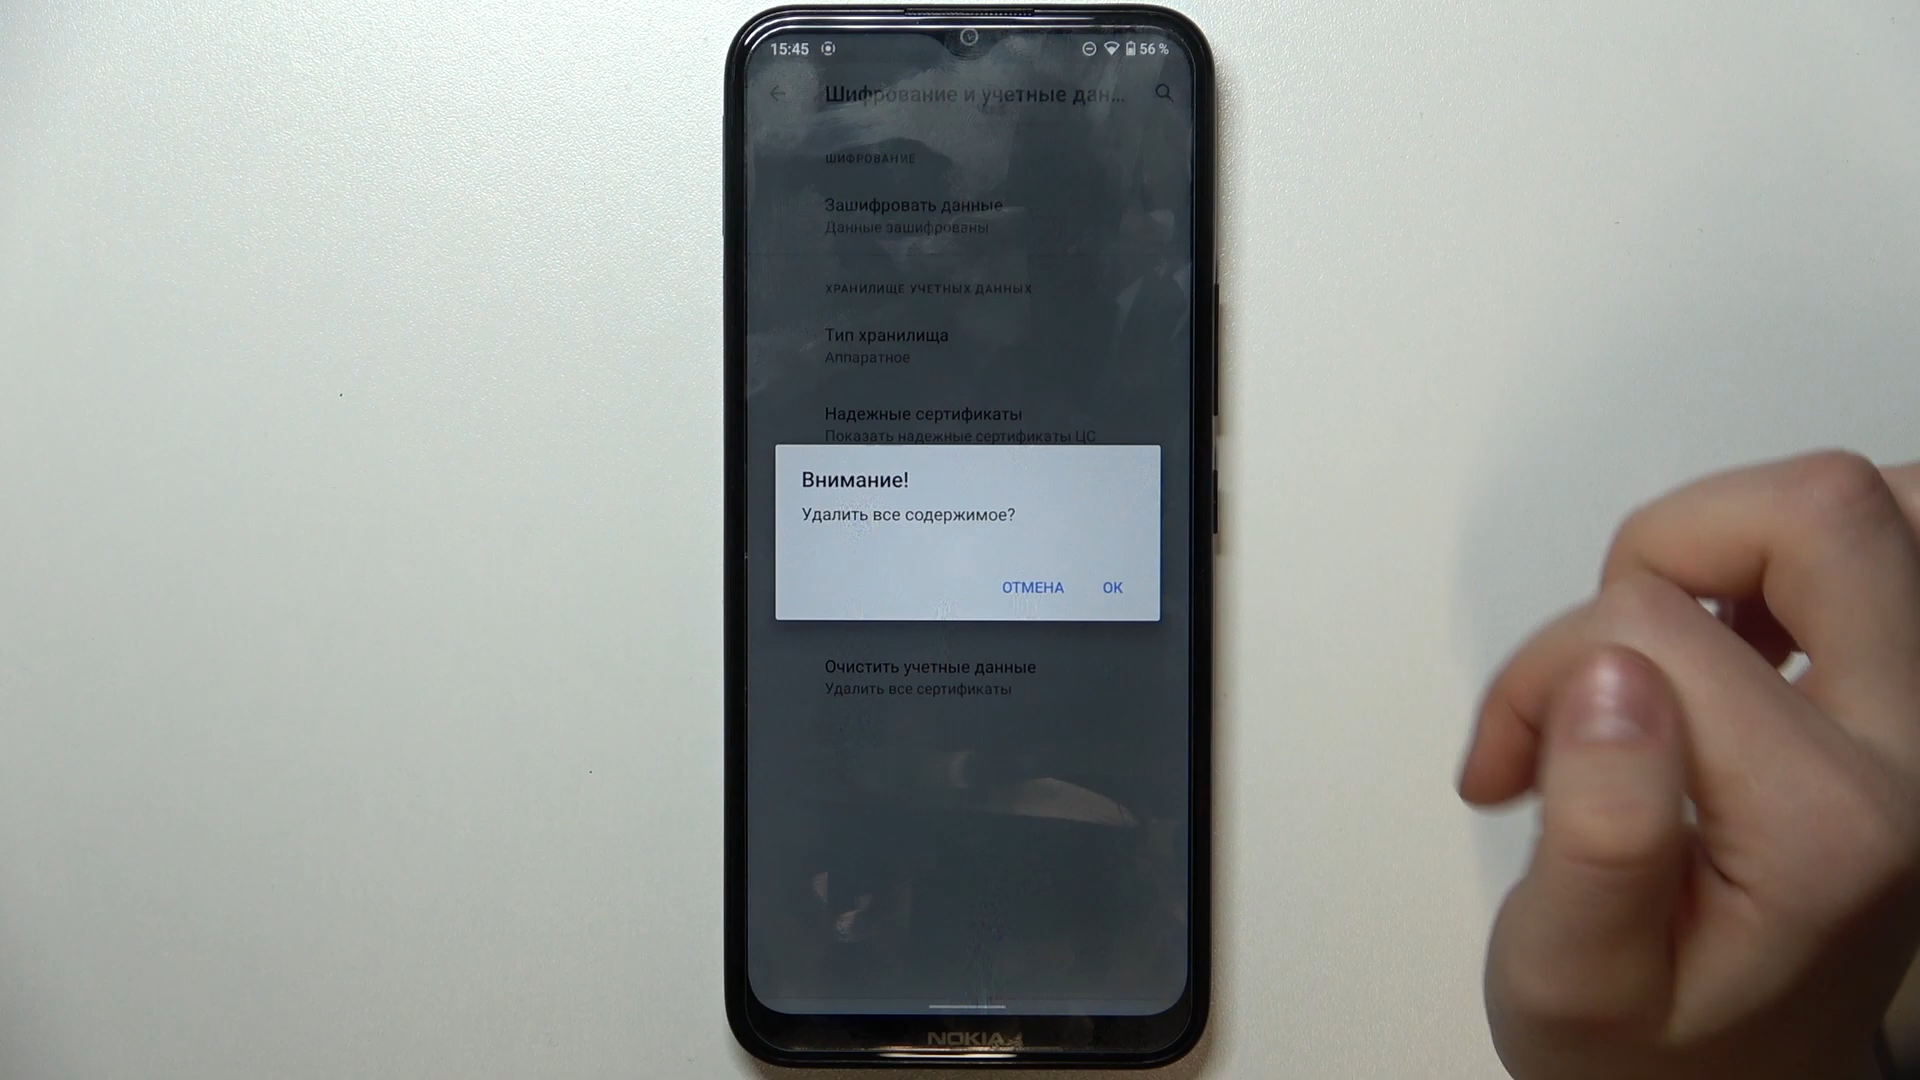 15:45 56 %
Шифрование и учетные дан...
ШИФРОВАНИЕ
Зашифровать данные
Данные зашифрованы
ХРАНИЛИЩЕ УЧЕТНЫХ ДАННЫХ
Тип хранилища
Аппаратное
Надежные сертификаты
Показать надежные сертификаты ЦС
Внимание!
Удалить все содержимое?
ОТМЕНА ОК
Очистить учетные данные
Удалить все сертификаты
NOKIA